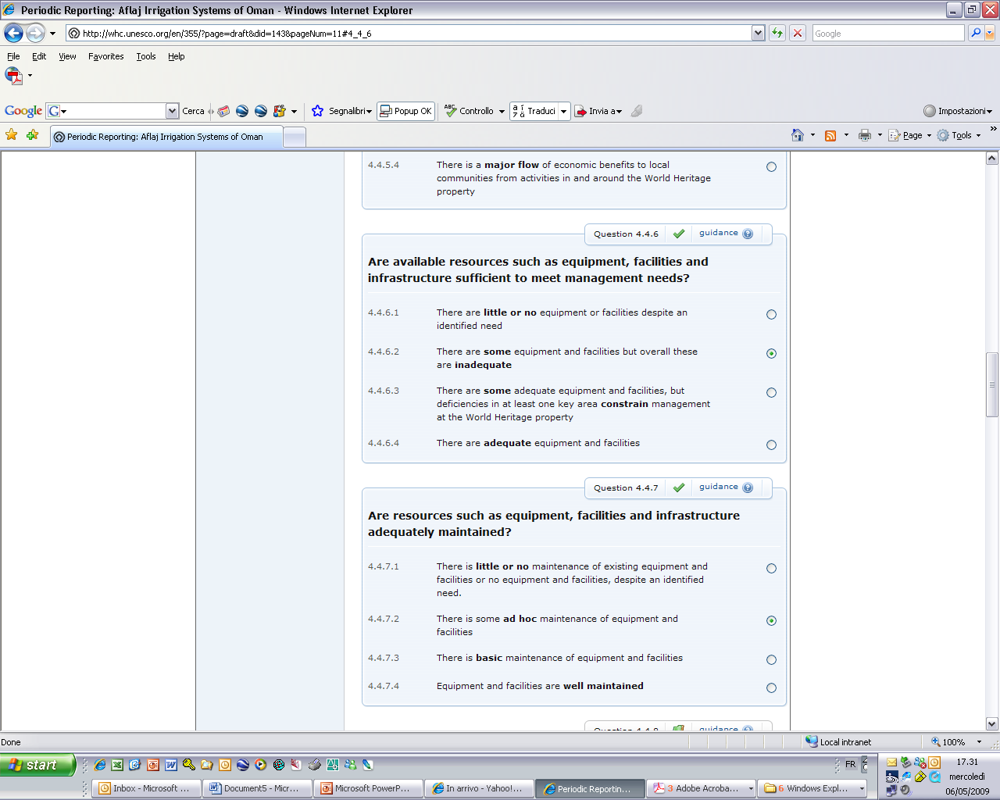 Periodic Reporting: Aflaj Irrigation Systems of Oman - Windows Internet Explorer
http://whc.unesco.org/en/355/?page=draft&did=143&pageNum=11#4_4_6
Google
File Edit View Favorites Tools Help
Google G Cerca Segnalibri Popup OK ABC Controllo Traduci Invia a Impostazioni
Periodic Reporting: Aflaj Irrigation Systems of Oman Page Tools »
4.4.5.4 There is a major flow of economic benefits to local
communities from activities in and around the World Heritage
property
Question 4.4.6 guidance ?
Are available resources such as equipment, facilities and
infrastructure sufficient to meet management needs?
4.4.6.1 There are little or no equipment or facilities despite an
identified need
4.4.6.2 There are some equipment and facilities but overall these
are inadequate
4.4.6.3 There are some adequate equipment and facilities, but
deficiencies in at least one key area constrain management
at the World Heritage property
4.4.6.4 There are adequate equipment and facilities
Question 4.4.7 guidance ?
Are resources such as equipment, facilities and infrastructure
adequately maintained?
4.4.7.1 There is little or no maintenance of existing equipment and
facilities or no equipment and facilities, despite an identified
need.
4.4.7.2 There is some ad hoc maintenance of equipment and
facilities
4.4.7.3 There is basic maintenance of equipment and facilities
4.4.7.4 Equipment and facilities are well maintained
Question 4.4.8 guidance
Done Local intranet 100%
start FR 17.31
mercoledì
Inbox - Microsoft ... Document5 - Micr... Microsoft PowerP... In arrivo - Yahoo!... Periodic Reportin... 3 Adobe Acroba... 6 Windows Expl... 06/05/2009